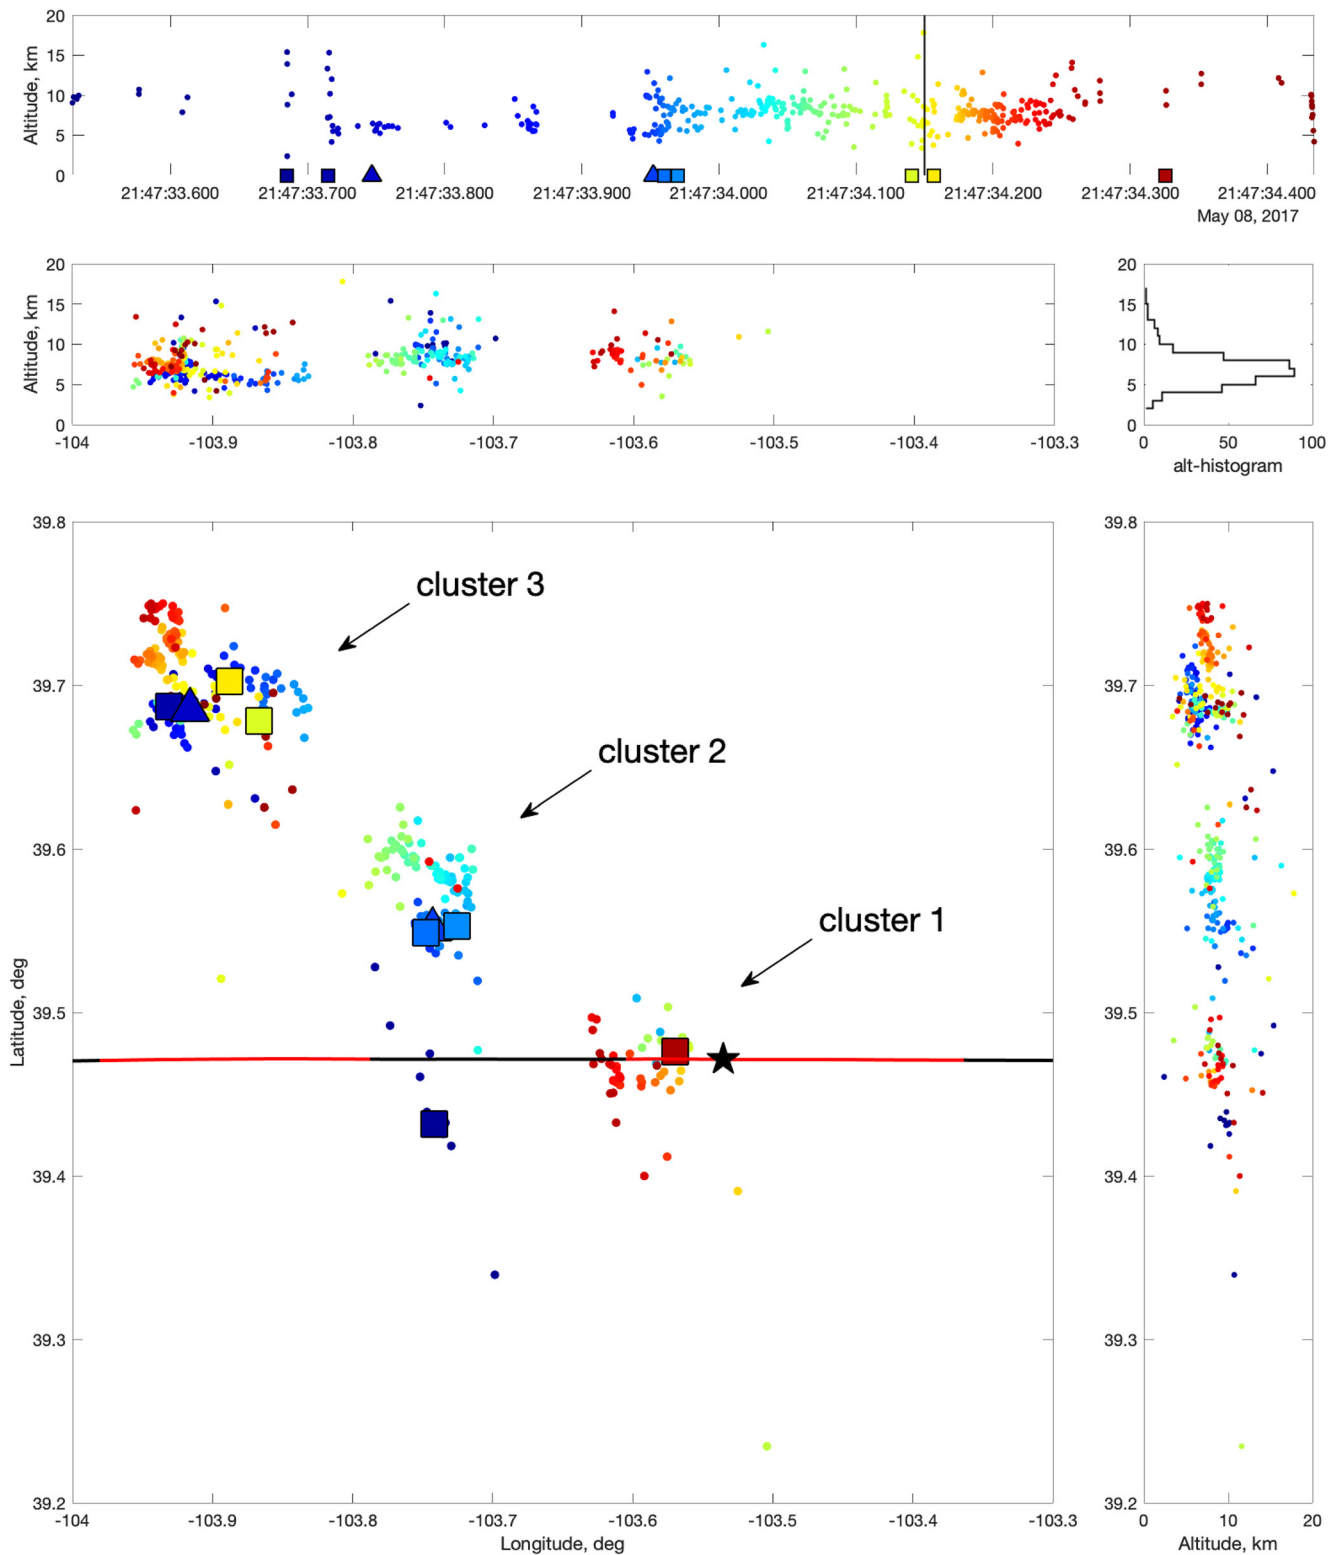 20
15
10
5
0
Altitude, km
21:47:33.600 21:47:33.700 21:47:33.800 21:47:33.900 21:47:34.000 21:47:34.100 21:47:34.200 21:47:34.300 21:47:34.400
May 08, 2017
20
15
10
5
0
Altitude, km
-104 -103.9 -103.8 -103.7 -103.6 -103.5 -103.4 -103.3
20
15
10
5
0
0 50 100
alt-histogram
39.8
39.7
39.6
39.5
39.4
39.3
39.2
Latitude, deg
cluster 3
cluster 2
cluster 1
-104 -103.9 -103.8 -103.7 -103.6 -103.5 -103.4 -103.3
Longitude, deg
39.8
39.7
39.6
39.5
39.4
39.3
39.2
0 10 20
Altitude, km